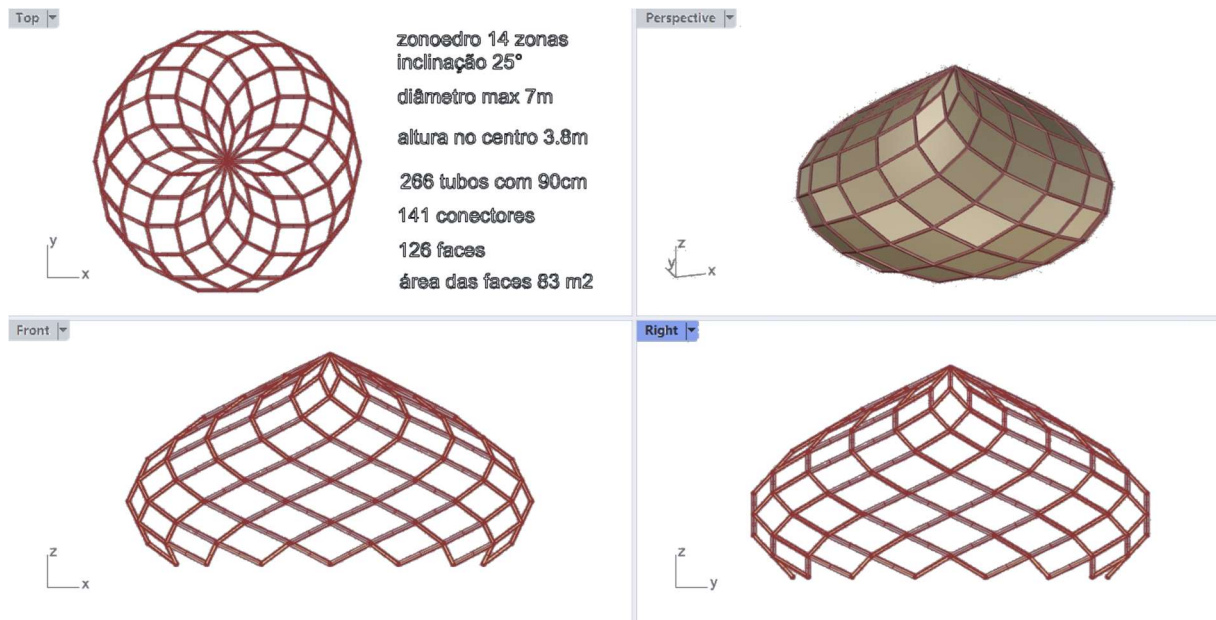 Top
zonoedro 14 zonas
inclinação 25°
diâmetro max 7m
altura no centro 3.8m
266 tubos com 90cm
141 conectores
126 faces
área das faces 83 m2
y
x
Perspective
z
y
x
Front
z
x
Right
z
y